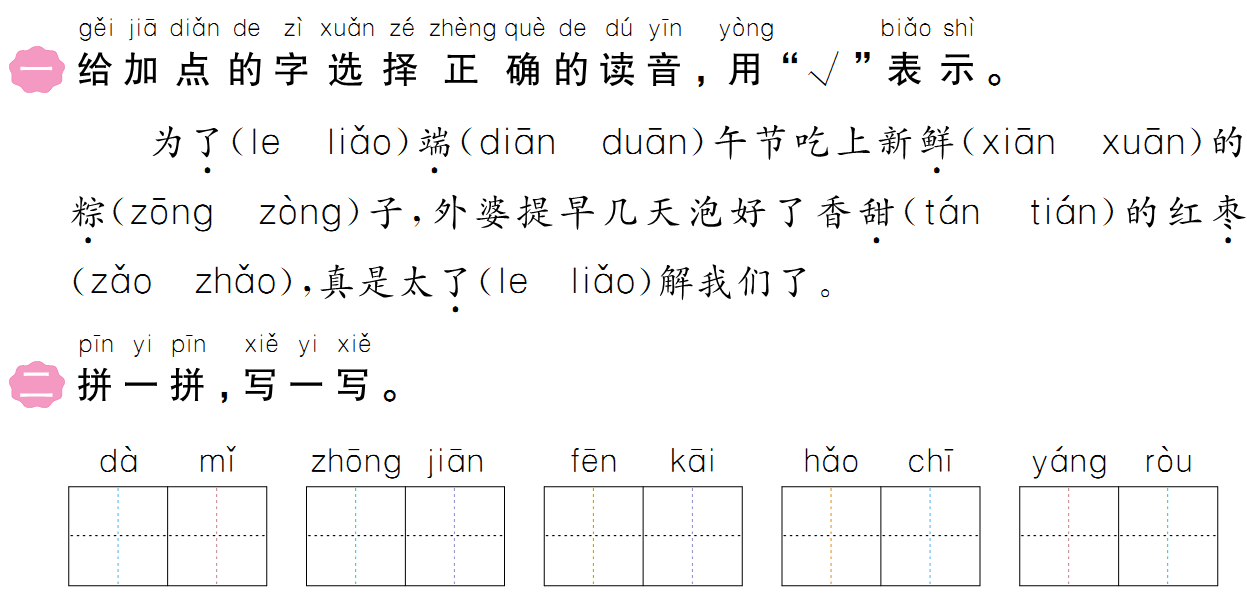 gěi jiā diǎn de zì xuǎn zé zhèng què de dú yīn yòng biǎo shì
一 给加点的字选择正确的读音，用“√”表示。
为了(le liǎo)端(diān duān)午节吃上新鲜(xiān xuān)的
粽(zōng zòng)子，外婆提早几天泡好了香甜(tán tián)的红枣
(zǎo zhǎo)，真是太了(le liǎo)解我们了。
pīn yi pīn xiě yi xiě
二 拼一拼，写一写。
dà mǐ zhōng jiān fēn kāi hǎo chī yáng ròu